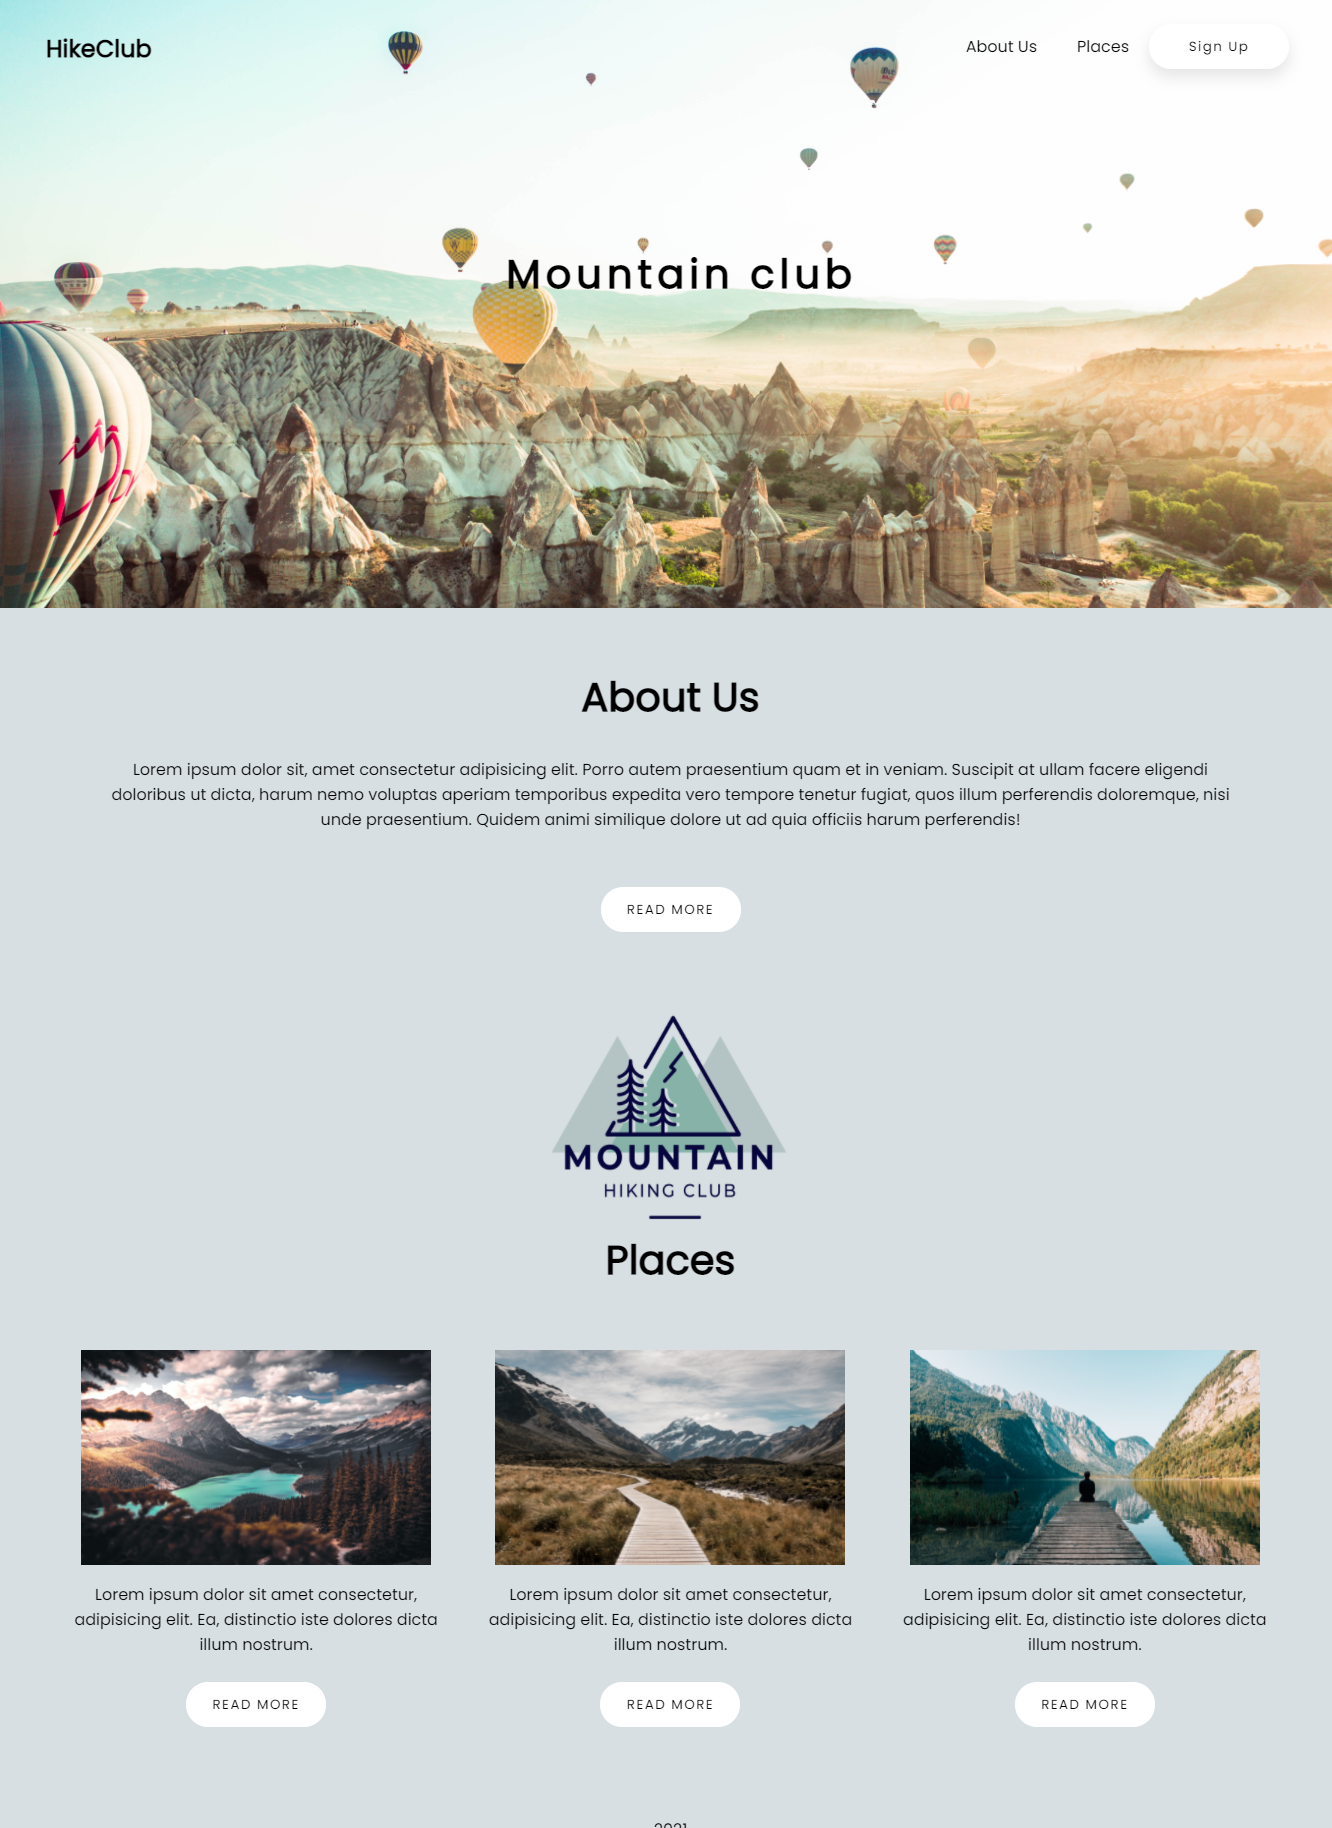 HikeClub
About Us
Places
Sign Up
Mountain club
About Us
Lorem ipsum dolor sit, amet consectetur adipisicing elit. Porro autem praesentium quam et in veniam. Suscipit at ullam facere eligendi
doloribus ut dicta, harum nemo voluptas aperiam temporibus expedita vero tempore tenetur fugiat, quos illum perferendis doloremque, nisi
unde praesentium. Quidem animi similique dolore ut ad quia officiis harum perferendis!
READ MORE
MOUNTAIN
HIKING CLUB
Places
Lorem ipsum dolor sit amet consectetur,
adipisicing elit. Ea, distinctio iste dolores dicta
illum nostrum.
READ MORE
Lorem ipsum dolor sit amet consectetur,
adipisicing elit. Ea, distinctio iste dolores dicta
illum nostrum.
READ MORE
Lorem ipsum dolor sit amet consectetur,
adipisicing elit. Ea, distinctio iste dolores dicta
illum nostrum.
READ MORE
2021